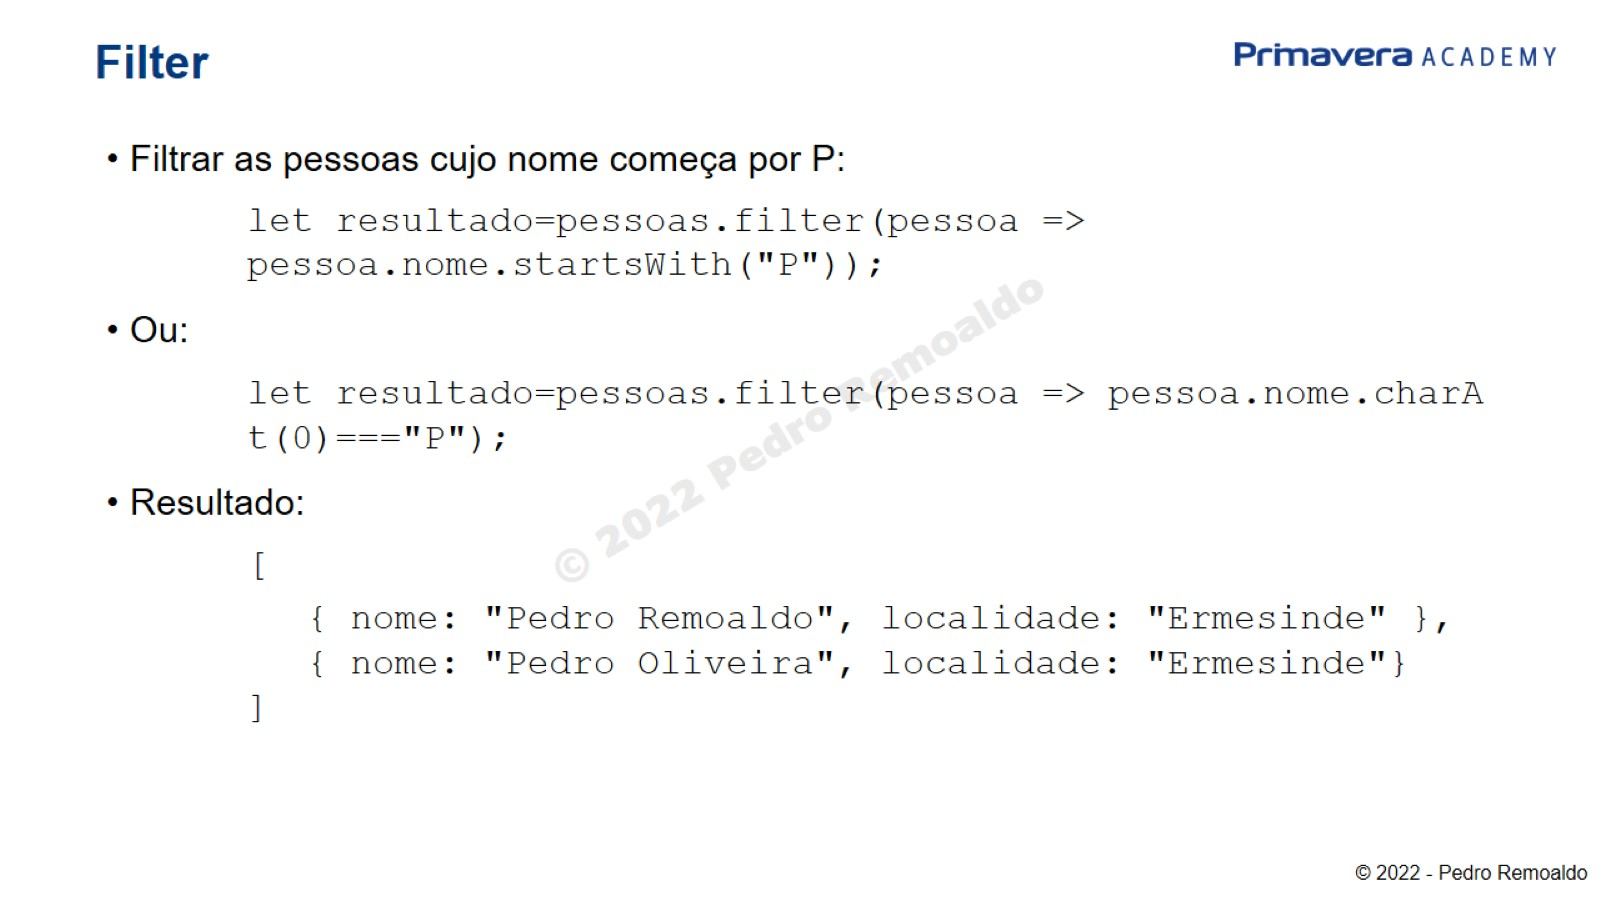 Filter
Primavera ACADEMY
• Filtrar as pessoas cujo nome começa por P:
let resultado=pessoas.filter(pessoa =>
pessoa.nome.startsWith("P"));
• Ou:
let resultado=pessoas.filter(pessoa => pessoa.nome.charA
t(0)==="P");
• Resultado:
[
{ nome: "Pedro Remoaldo", localidade: "Ermesinde" },
{ nome: "Pedro Oliveira", localidade: "Ermesinde"}
]
© 2022 Pedro Remoaldo
© 2022 - Pedro Remoaldo